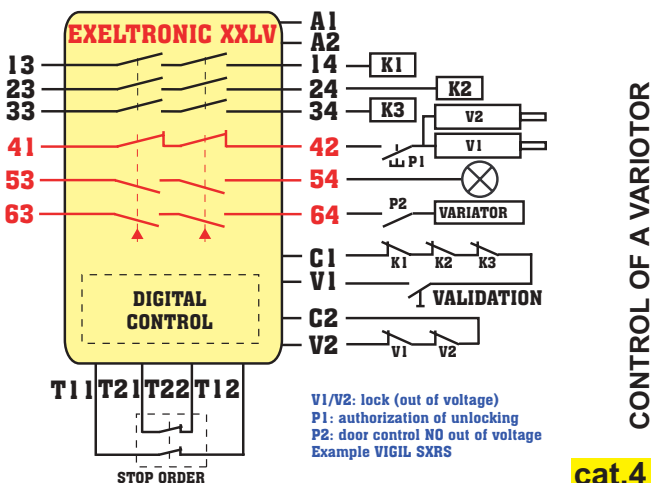 EXELTRONIC XXLV
A1
A2
13
14
K1
23
24
K2
33
34
K3
V2
41
42
V1
P1
53
54
63
64
P2
VARIATOR
C1
K1 K2 K3
V1
VALIDATION
DIGITAL
CONTROL
C2
V2
V1 V2
T11 T21 T22 T12
STOP ORDER
V1/V2: lock (out of voltage)
P1: authorization of unlocking
P2: door control NO out of voltage
Example VIGIL SXRS
CONTROL OF A VARIOTOR
cat.4